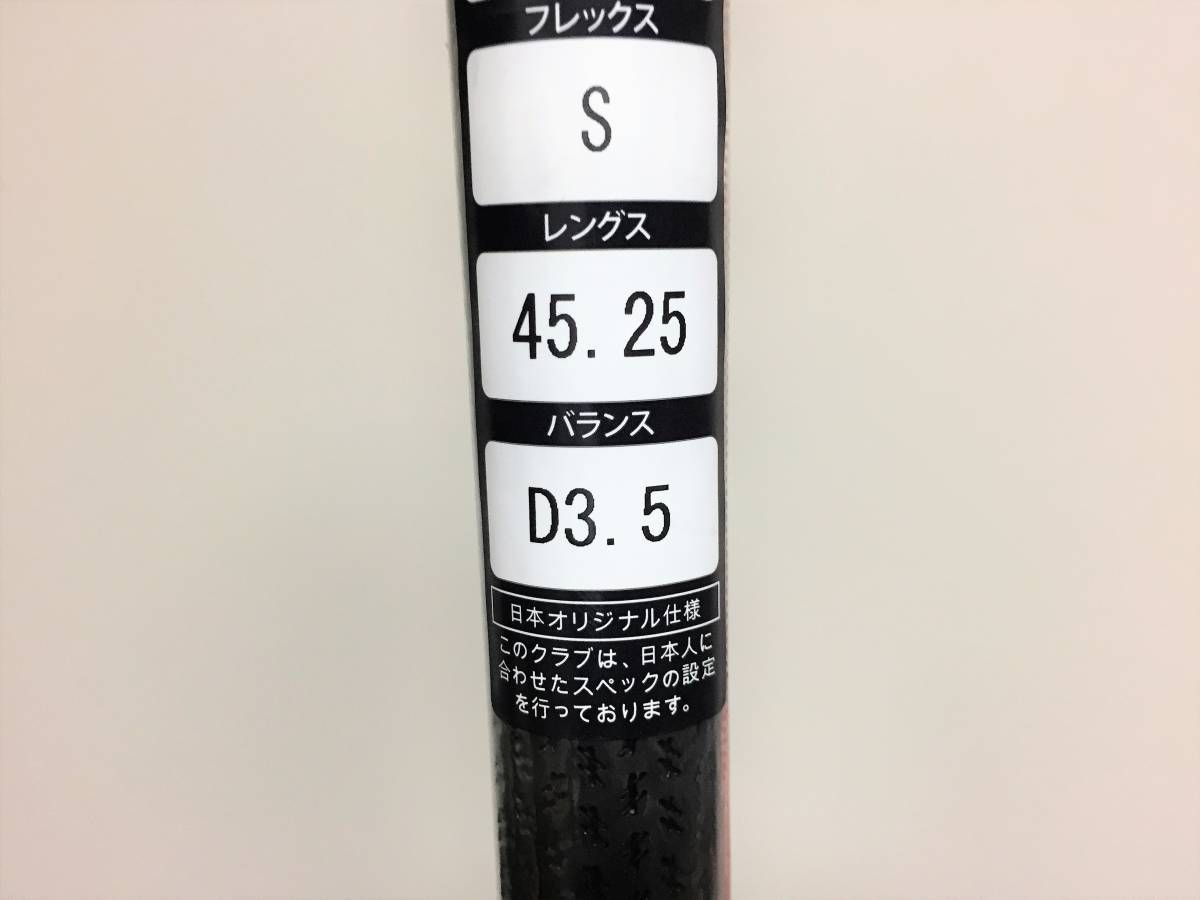 フレックス
S
レングス
45.25
バランス
D3.5
日本オリジナル仕様
このクラブは、日本人に
合わせたスペックの設定
を行っております。